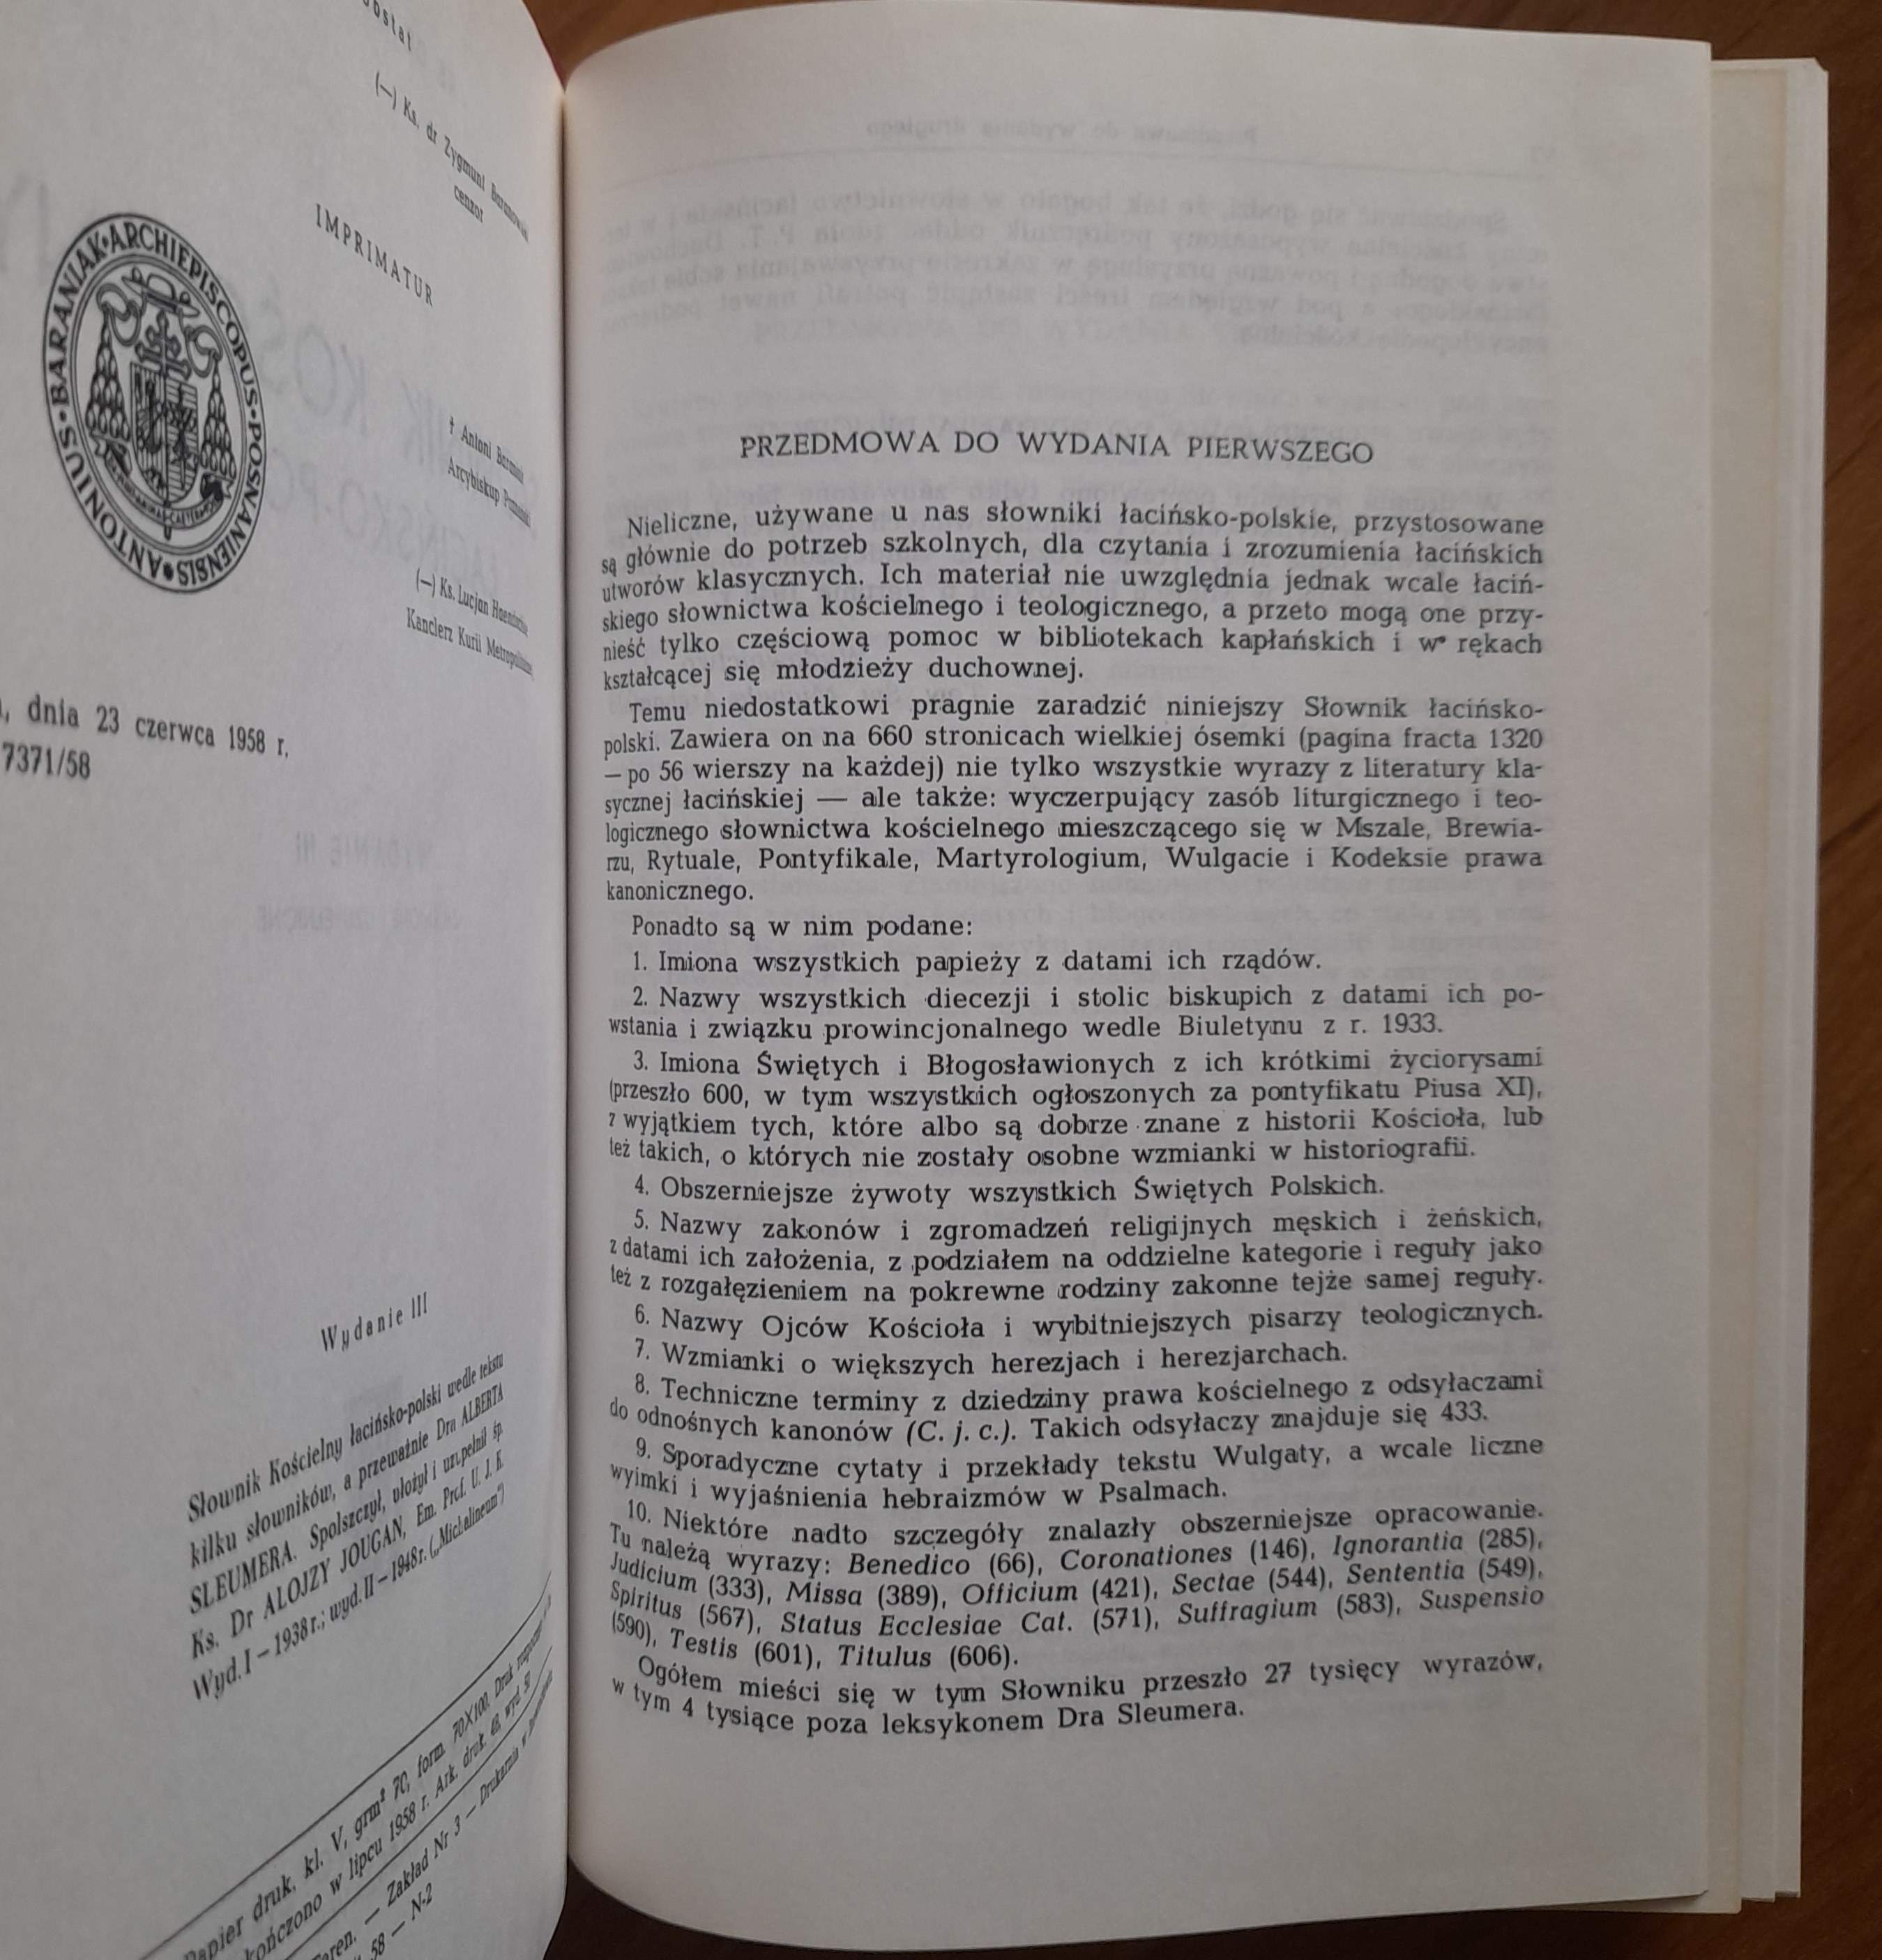 (—) Ks. dr Zygmunt Baranowski
cenzor
IMPRIMATUR
ANTONIUS • BARANIAK • ARCHIEPISCOPUS • POSNANIENSIS
† Antoni Baraniak
Arcybiskup Poznański
(—) Ks. Lucjan Haendschke
Kanclerz Kurii Metropolitalnej
dnia 23 czerwca 1958 r.
7371/58
Wydanie III
Słownik Kościelny łacińsko-polski wedle tekstu
kilku słowników, a przeważnie Dra ALBERTA
SLEUMERA. Spolszczył, ułożył i uzupełnił śp.
Ks. Dr ALOJZY JOUGAN, Em. Prof. U. J. K.
Wyd. I – 1938 r.; wyd. II – 1948 r. („Michalineum")
Papier druk. kl. V, grm² 70, form. 70X100. Druk
w lipcu 1958 r. Ark. druk. 42, wyd. 57
— Zakład Nr 3 — Drukarnia w
58 — N-2
PRZEDMOWA DO WYDANIA PIERWSZEGO
Nieliczne, używane u nas słowniki łacińsko-polskie, przystosowane
są głównie do potrzeb szkolnych, dla czytania i zrozumienia łacińskich
utworów klasycznych. Ich materiał nie uwzględnia jednak wcale łaciń-
skiego słownictwa kościelnego i teologicznego, a przeto mogą one przy-
nieść tylko częściową pomoc w bibliotekach kapłańskich i w rękach
kształcącej się młodzieży duchownej.
Temu niedostatkowi pragnie zaradzić niniejszy Słownik łacińsko-
polski. Zawiera on na 660 stronicach wielkiej ósemki (pagina fracta 1320
— po 56 wierszy na każdej) nie tylko wszystkie wyrazy z literatury kla-
sycznej łacińskiej — ale także: wyczerpujący zasób liturgicznego i teo-
logicznego słownictwa kościelnego mieszczącego się w Mszale, Brewia-
rzu, Rytuale, Pontyfikale, Martyrologium, Wulgacie i Kodeksie prawa
kanonicznego.
Ponadto są w nim podane:
1. Imiona wszystkich papieży z datami ich rządów.
2. Nazwy wszystkich diecezji i stolic biskupich z datami ich po-
wstania i związku prowincjonalnego wedle Biuletynu z r. 1933.
3. Imiona Świętych i Błogosławionych z ich krótkimi życiorysami
(przeszło 600, w tym wszystkich ogłoszonych za pontyfikatu Piusa XI),
z wyjątkiem tych, które albo są dobrze znane z historii Kościoła, lub
też takich, o których nie zostały osobne wzmianki w historiografii.
4. Obszerniejsze żywoty wszystkich Świętych Polskich.
5. Nazwy zakonów i zgromadzeń religijnych męskich i żeńskich,
z datami ich założenia, z podziałem na oddzielne kategorie i reguły jako
też z rozgałęzieniem na pokrewne rodziny zakonne tejże samej reguły.
6. Nazwy Ojców Kościoła i wybitniejszych pisarzy teologicznych.
7. Wzmianki o większych herezjach i herezjarchach.
8. Techniczne terminy z dziedziny prawa kościelnego z odsyłaczami
do odnośnych kanonów (C. j. c.). Takich odsyłaczy znajduje się 433.
9. Sporadyczne cytaty i przekłady tekstu Wulgaty, a wcale liczne
wyimki i wyjaśnienia hebraizmów w Psalmach.
10. Niektóre nadto szczegóły znalazły obszerniejsze opracowanie.
Tu należą wyrazy: Benedico (66), Coronationes (146), Ignorantia (285),
Judicium (333), Missa (389), Officium (421), Sectae (544), Sententia (549),
Spiritus (567), Status Ecclesiae Cat. (571), Suffragium (583), Suspensio
(590), Testis (601), Titulus (606).
Ogółem mieści się w tym Słowniku przeszło 27 tysięcy wyrazów,
w tym 4 tysiące poza leksykonem Dra Sleumera.